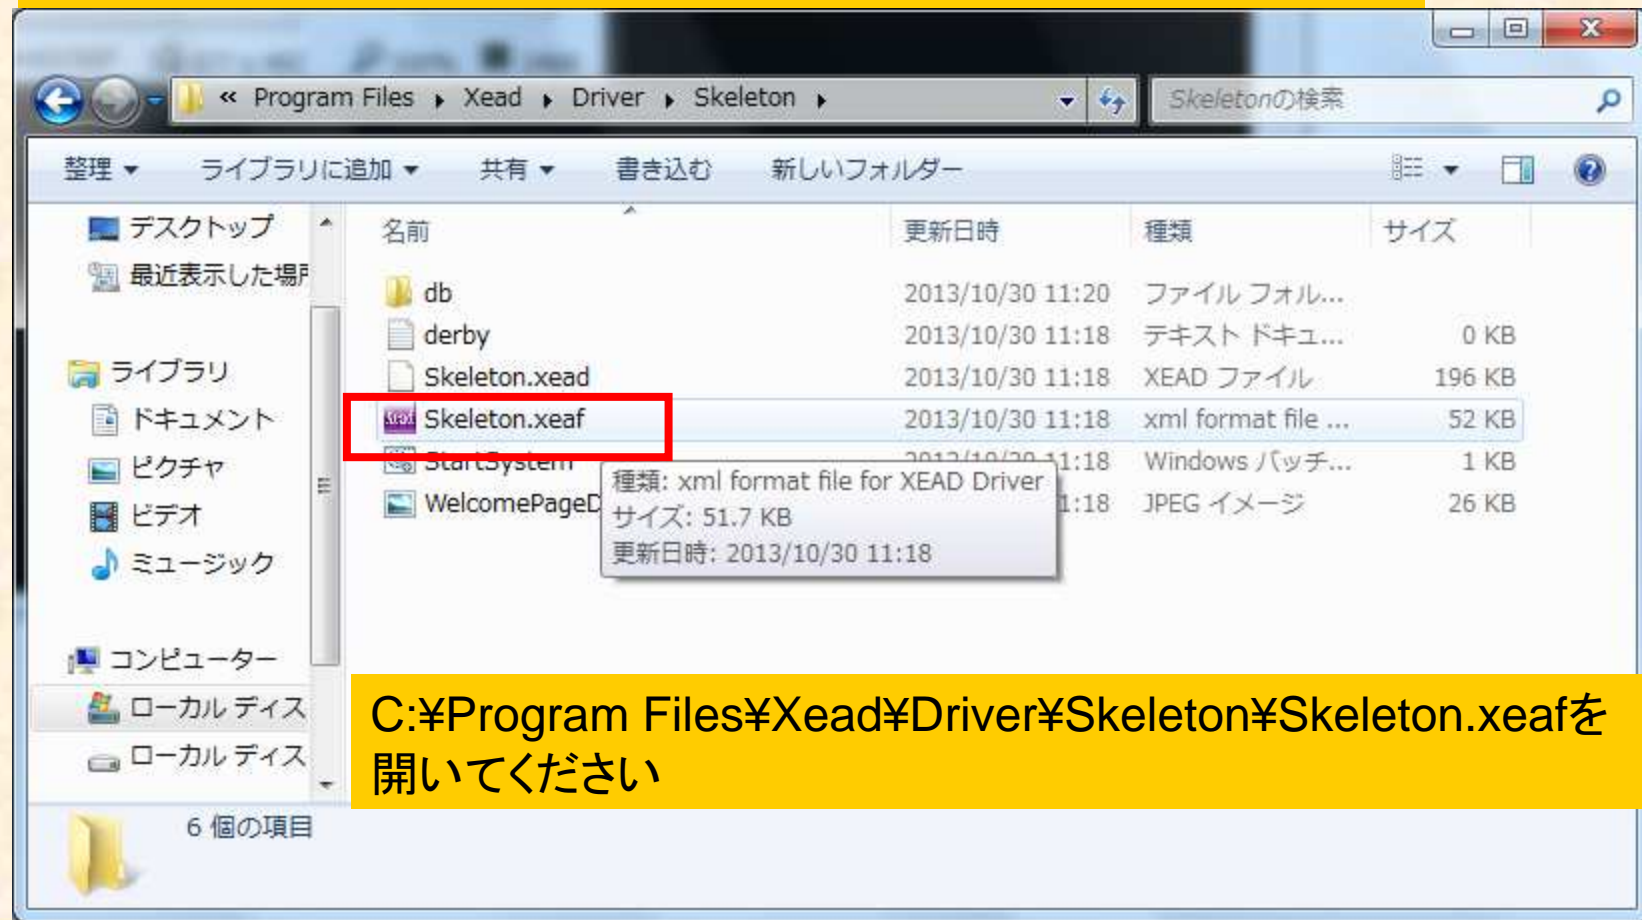 « Program Files ▸ Xead ▸ Driver ▸ Skeleton ▸
Skeletonの検索
整理 ライブラリに追加 共有 書き込む 新しいフォルダー
デスクトップ
最近表示した場所
ライブラリ
ドキュメント
ピクチャ
ビデオ
ミュージック
コンピューター
ローカル ディス
ローカル ディス
名前 更新日時 種類 サイズ
db 2013/10/30 11:20 ファイル フォル...
derby 2013/10/30 11:18 テキスト ドキュ... 0 KB
Skeleton.xead 2013/10/30 11:18 XEAD ファイル 196 KB
Skeleton.xeaf 2013/10/30 11:18 xml format file ... 52 KB
StartSystem 2013/10/30 11:18 Windows バッチ... 1 KB
WelcomePageD 1:18 JPEG イメージ 26 KB
種類: xml format file for XEAD Driver
サイズ: 51.7 KB
更新日時: 2013/10/30 11:18
C:¥Program Files¥Xead¥Driver¥Skeleton¥Skeleton.xeafを
開いてください
6 個の項目